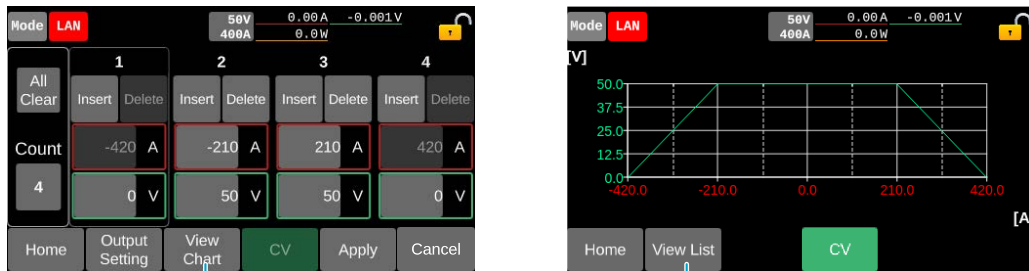 Mode LAN 50V 400A 0.00A -0.001V 0.0W
1 2 3 4
All Clear Insert Delete Insert Delete Insert Delete Insert Delete
Count -420 A -210 A 210 A 420 A
4 0 V 50 V 50 V 0 V
Home Output Setting View Chart CV Apply Cancel
Mode LAN 50V 400A 0.00A -0.001V 0.0W
[V]
50.0
37.5
25.0
12.5
0.0
-420.0 -210.0 0.0 210.0 420.0
[A
Home View List CV